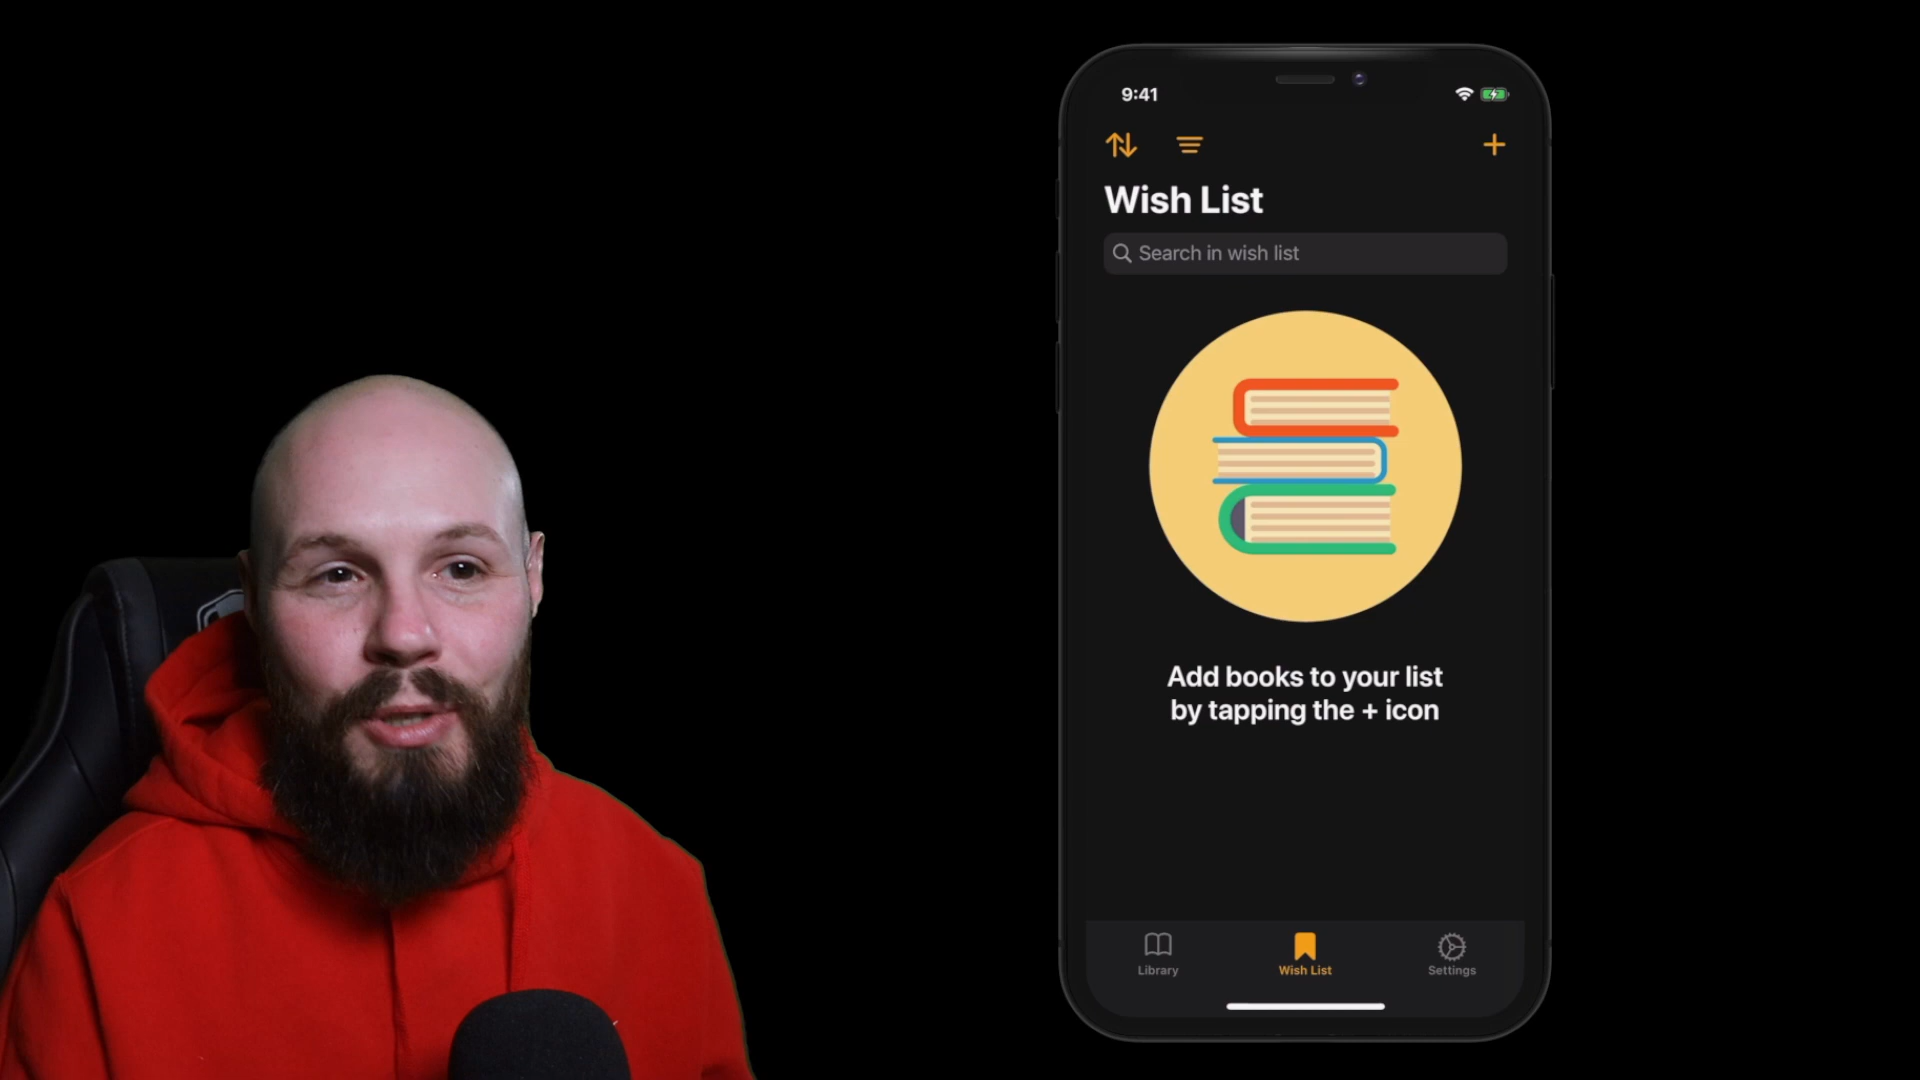 9:41
Wish List
Search in wish list
Add books to your list
by tapping the + icon
Library
Wish List
Settings